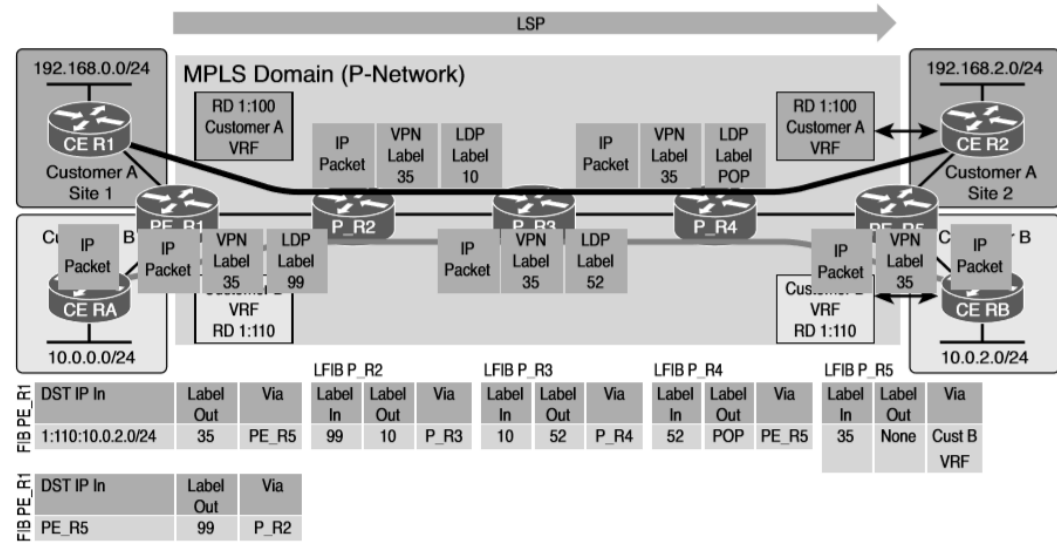 LSP
192.168.0.0/24
MPLS Domain (P-Network)
192.168.2.0/24
RD 1:100
Customer A
VRF
RD 1:100
Customer A
VRF
IP
Packet
VPN
Label
35
LDP
Label
10
IP
Packet
VPN
Label
35
LDP
Label
POP
CE R1
Customer A
Site 1
CE R2
Customer A
Site 2
PE_R1
P_R2
P_R3
P_R4
PE_R5
Cu
B
IP
Packet
IP
Packet
VPN
Label
35
LDP
Label
99
IP
Packet
VPN
Label
35
LDP
Label
52
IP
Packet
VPN
Label
35
C
B
IP
Packet
CE RA
10.0.0.0/24
Customer B
VRF
RD 1:110
Customer B
VRF
RD 1:110
CE RB
10.0.2.0/24
LFIB P_R2
LFIB P_R3
LFIB P_R4
LFIB P_R5
FIB PE_R1
DST IP In
Label
Out
Via
1:110:10.0.2.0/24
35
PE_R5
Label
In
Label
Out
Via
99
10
P_R3
Label
In
Label
Out
Via
10
52
P_R4
Label
In
Label
Out
Via
52
POP
PE_R5
Label
In
Label
Out
Via
35
None
Cust B
VRF
FIB PE_R1
DST IP In
Label
Out
Via
PE_R5
99
P_R2